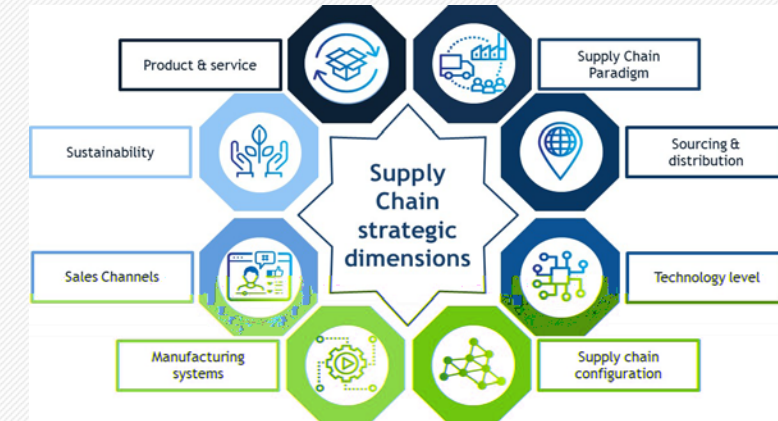 Product & service
Supply Chain
Paradigm
Sustainability
Sourcing &
distribution
Supply
Chain
strategic
dimensions
Sales Channels
Technology level
Manufacturing
systems
Supply chain
configuration